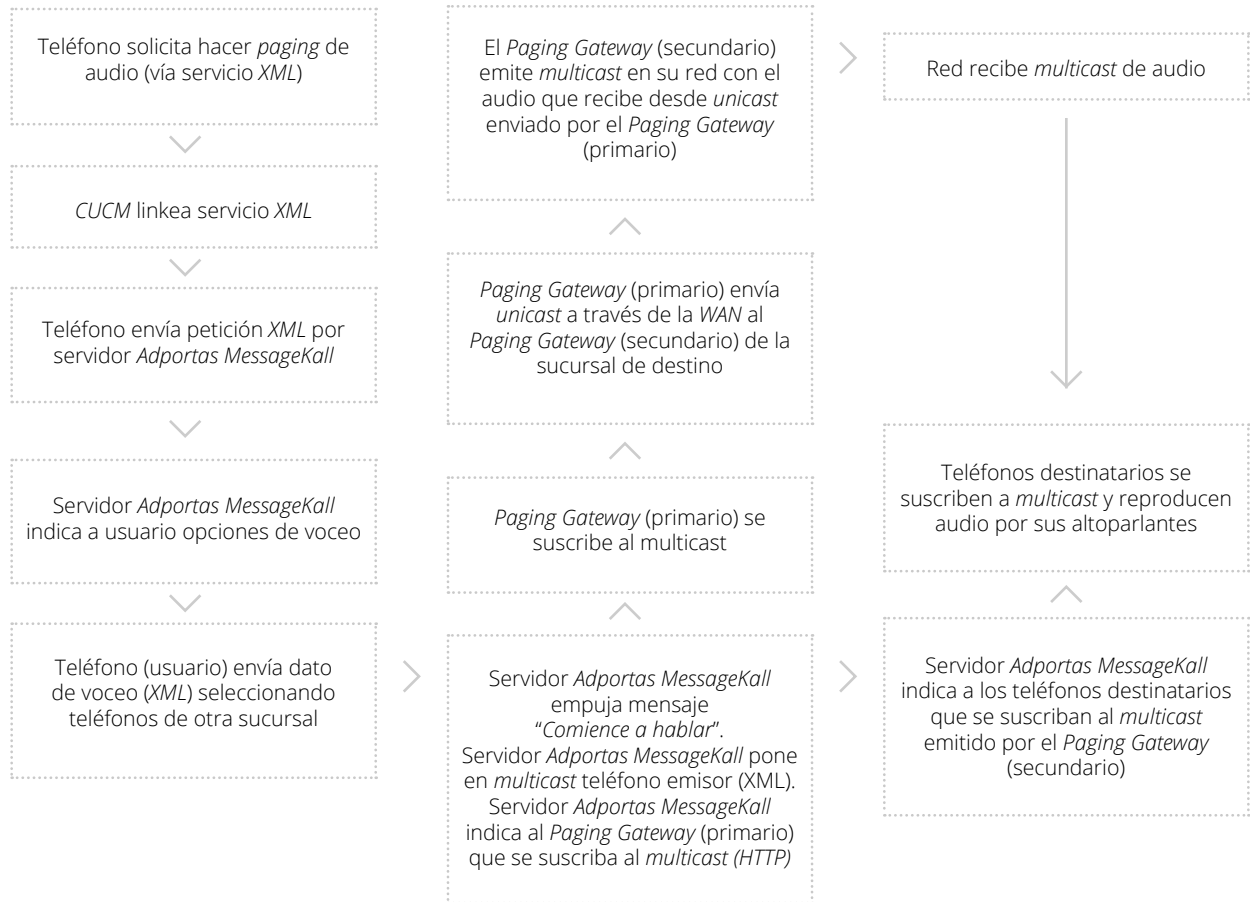 Teléfono solicita hacer paging de
audio (vía servicio XML)
CUCM linkea servicio XML
Teléfono envía petición XML por
servidor Adportas MessageKall
Servidor Adportas MessageKall
indica a usuario opciones de voceo
Teléfono (usuario) envía dato
de voceo (XML) seleccionando
teléfonos de otra sucursal
El Paging Gateway (secundario)
emite multicast en su red con el
audio que recibe desde unicast
enviado por el Paging Gateway
(primario)
Paging Gateway (primario) envía
unicast a través de la WAN al
Paging Gateway (secundario) de la
sucursal de destino
Paging Gateway (primario) se
suscribe al multicast
Servidor Adportas MessageKall
empuja mensaje
“Comience a hablar”.
Servidor Adportas MessageKall pone
en multicast teléfono emisor (XML).
Servidor Adportas MessageKall
indica al Paging Gateway (primario)
que se suscriba al multicast (HTTP)
Red recibe multicast de audio
Teléfonos destinatarios se
suscriben a multicast y reproducen
audio por sus altoparlantes
Servidor Adportas MessageKall
indica a los teléfonos destinatarios
que se suscriban al multicast
emitido por el Paging Gateway
(secundario)